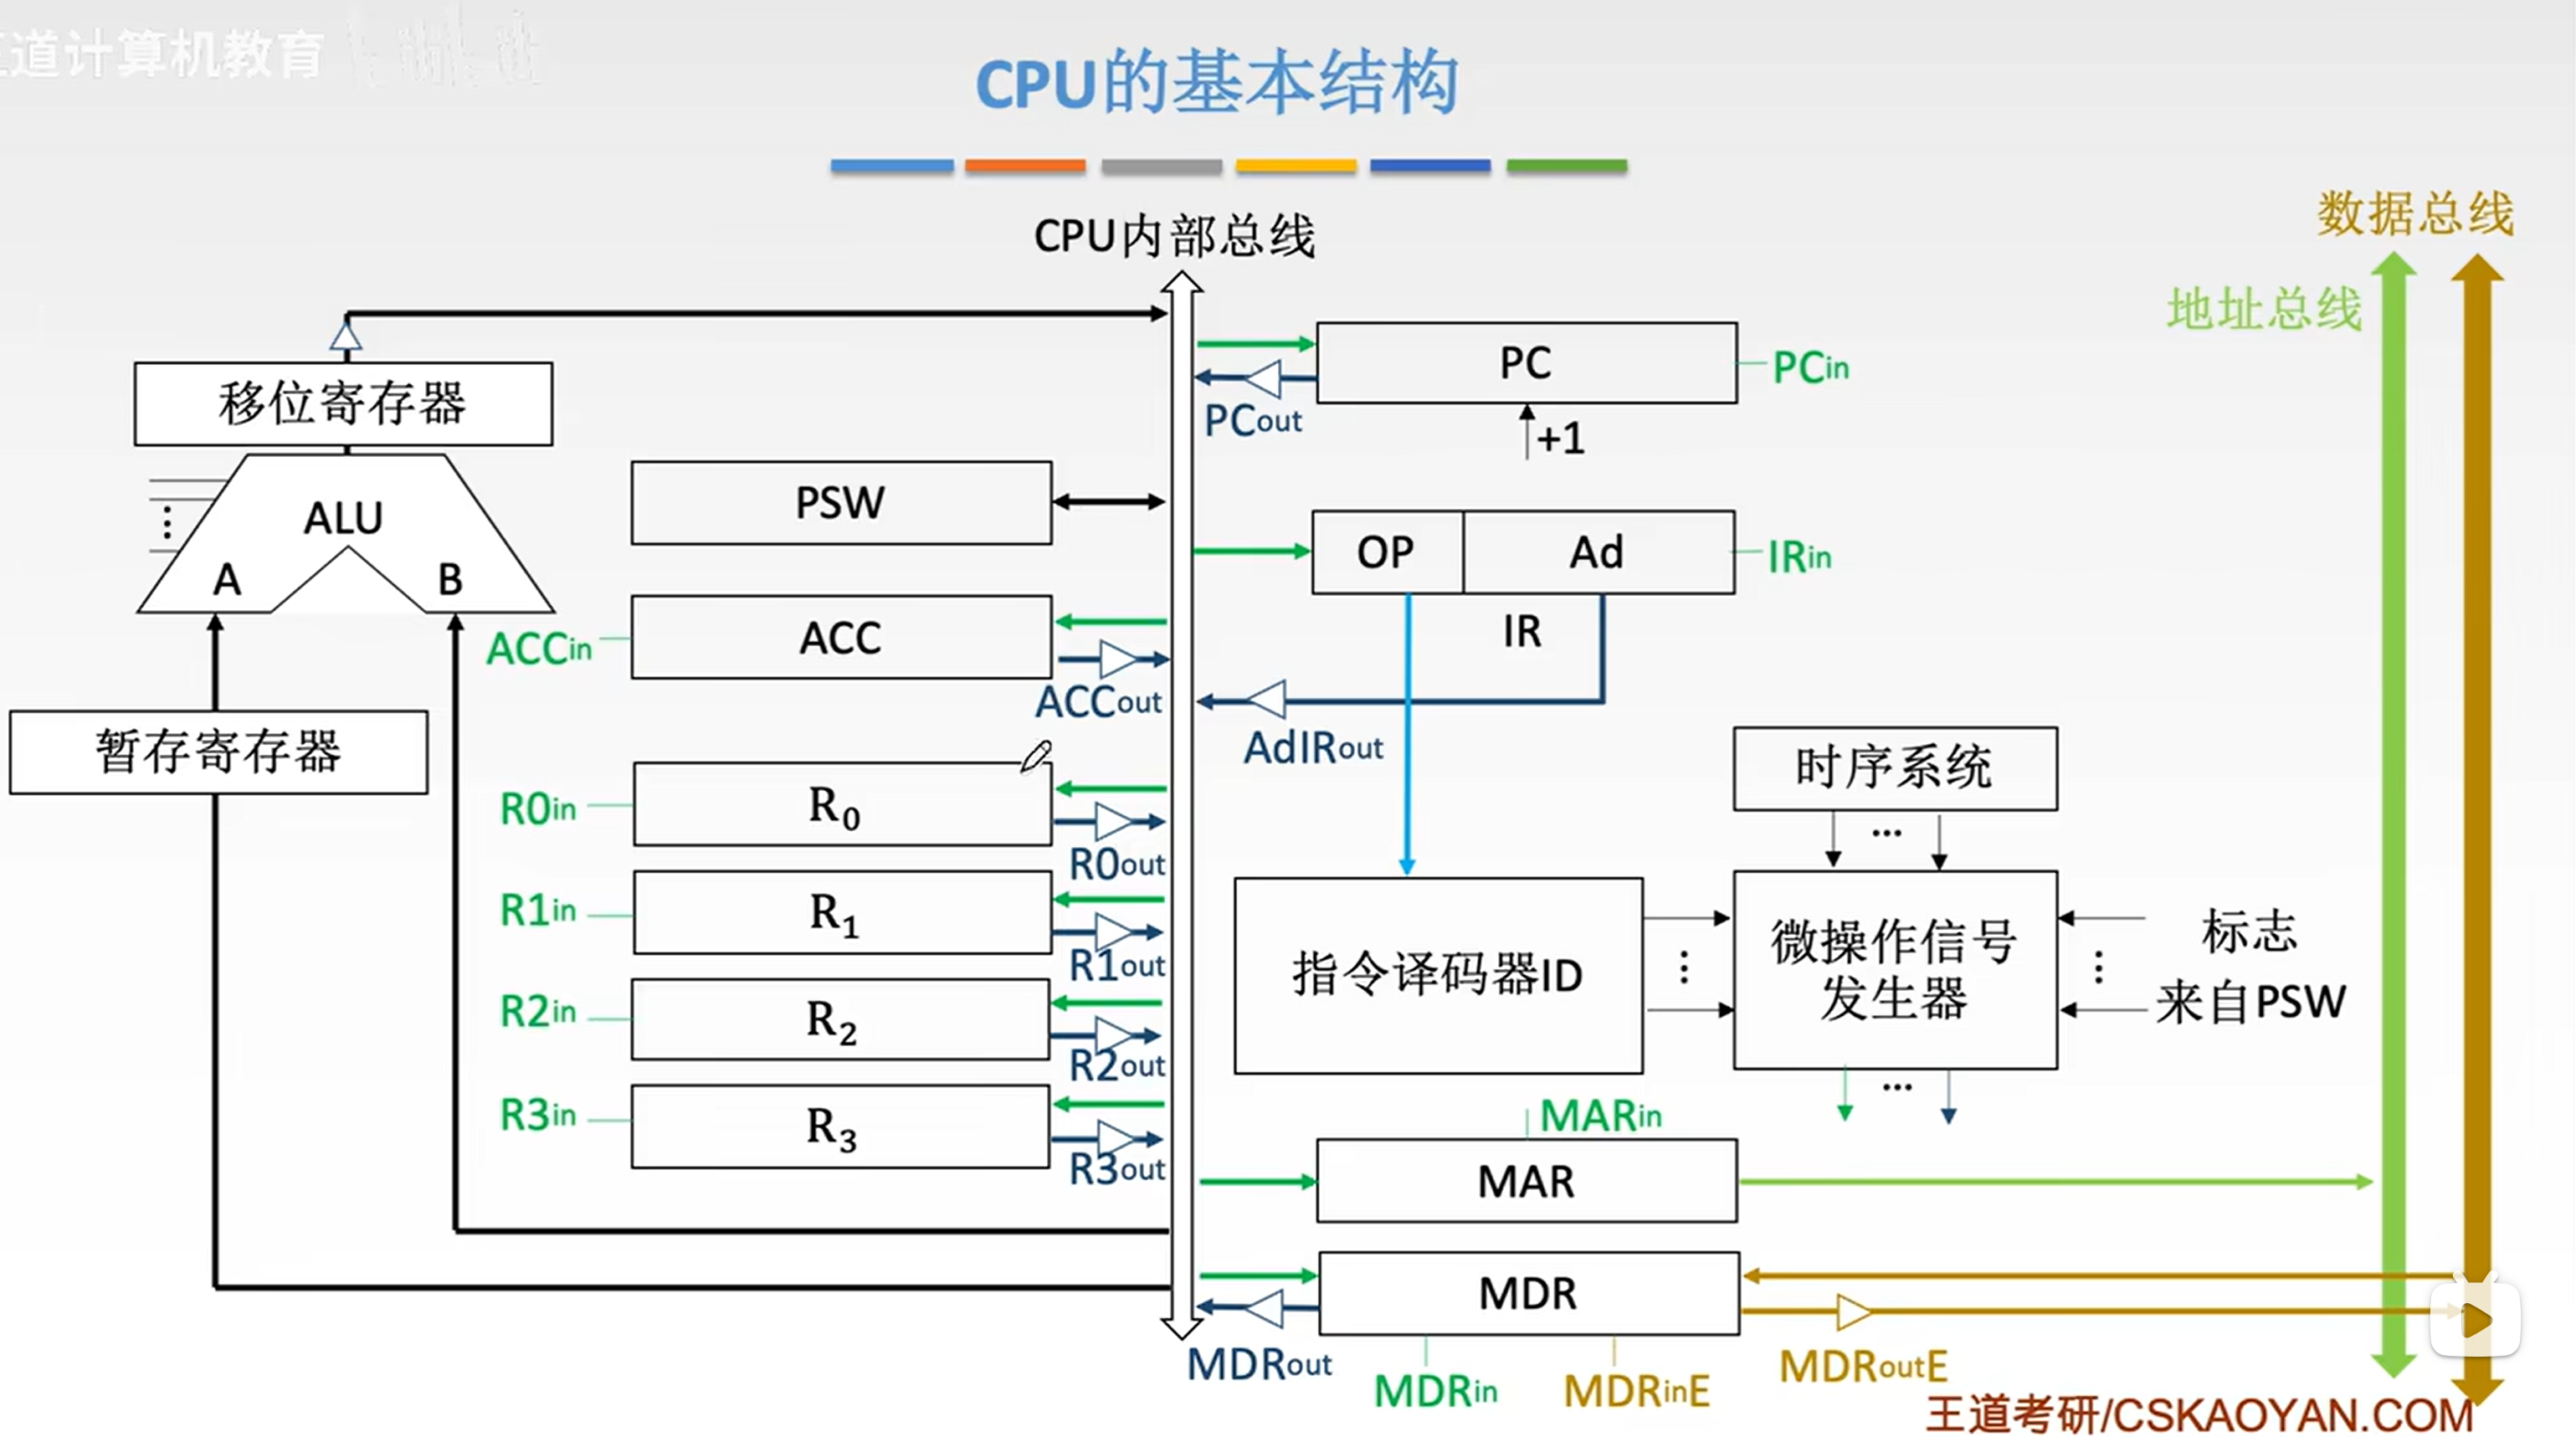 王道计算机教育
CPU的基本结构
CPU内部总线
数据总线
地址总线
移位寄存器
ALU
A
B
暂存寄存器
PSW
ACCin
ACC
ACCout
R0in
R0
R0out
R1in
R1
R1out
R2in
R2
R2out
R3in
R3
R3out
PC
PCin
PCout
+1
OP
Ad
IRin
IR
AdIRout
时序系统
...
指令译码器ID
微操作信号
发生器
标志
来自PSW
...
MARin
MAR
MDR
MDRout
MDRin
MDRinE
MDRoutE
王道考研/CSKAOYAN.COM